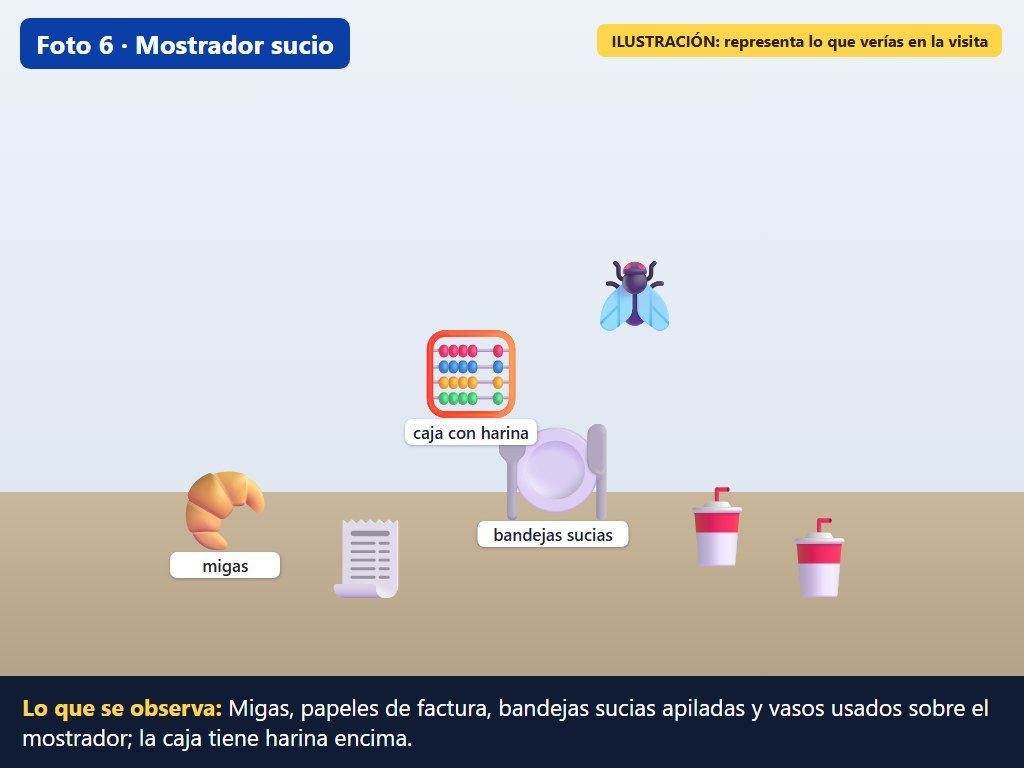 Foto 6 · Mostrador sucio
ILUSTRACIÓN: representa lo que verías en la visita
caja con harina
bandejas sucias
migas
Lo que se observa: Migas, papeles de factura, bandejas sucias apiladas y vasos usados sobre el
mostrador; la caja tiene harina encima.